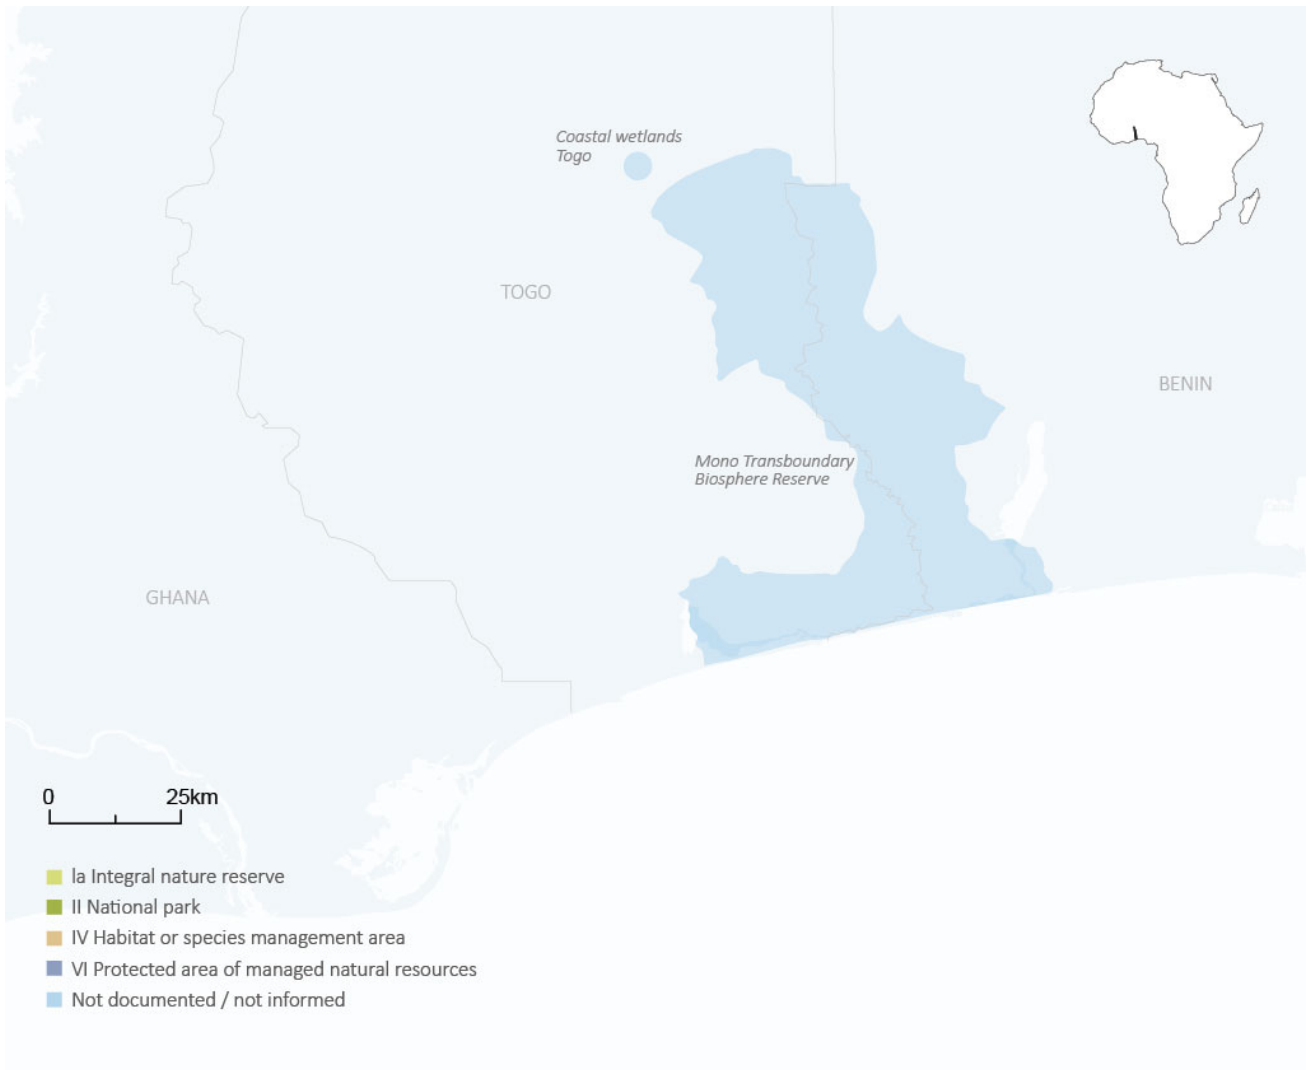 Coastal wetlands
Togo
TOGO
BENIN
Mono Transboundary
Biosphere Reserve
GHANA
0 25km
Ia Integral nature reserve
II National park
IV Habitat or species management area
VI Protected area of managed natural resources
Not documented / not informed